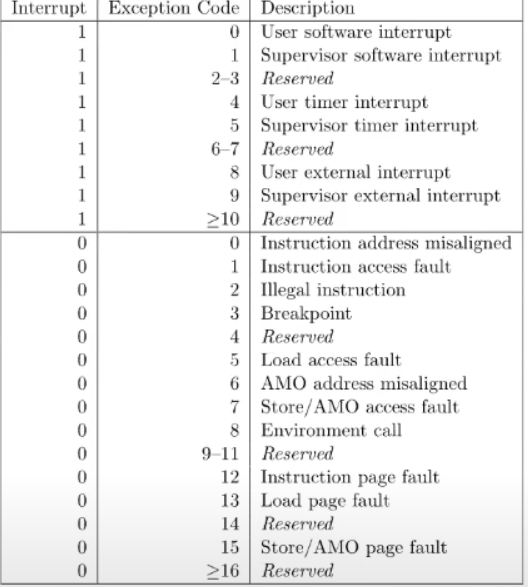 Interrupt Exception Code Description
1 0 User software interrupt
1 1 Supervisor software interrupt
1 2–3 Reserved
1 4 User timer interrupt
1 5 Supervisor timer interrupt
1 6–7 Reserved
1 8 User external interrupt
1 9 Supervisor external interrupt
1 ≥10 Reserved
0 0 Instruction address misaligned
0 1 Instruction access fault
0 2 Illegal instruction
0 3 Breakpoint
0 4 Reserved
0 5 Load access fault
0 6 AMO address misaligned
0 7 Store/AMO access fault
0 8 Environment call
0 9–11 Reserved
0 12 Instruction page fault
0 13 Load page fault
0 14 Reserved
0 15 Store/AMO page fault
0 ≥16 Reserved